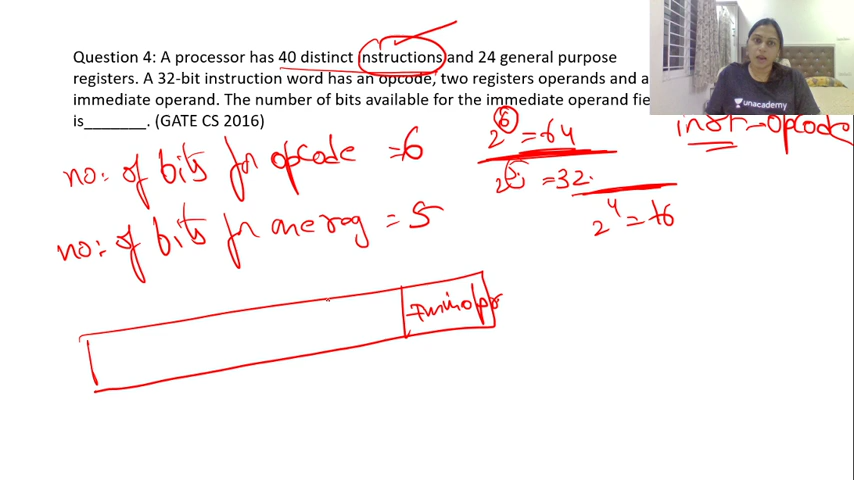 Question 4: A processor has 40 distinct instructions and 24 general purpose
registers. A 32-bit instruction word has an opcode, two registers operands and a
immediate operand. The number of bits available for the immediate operand fie
is_______. (GATE CS 2016)
unacademy
inst-opcode
no: of bits for opcode = 6
2^6 = 64
2^5 = 32
2^4 = 16
no: of bits for one reg = 5